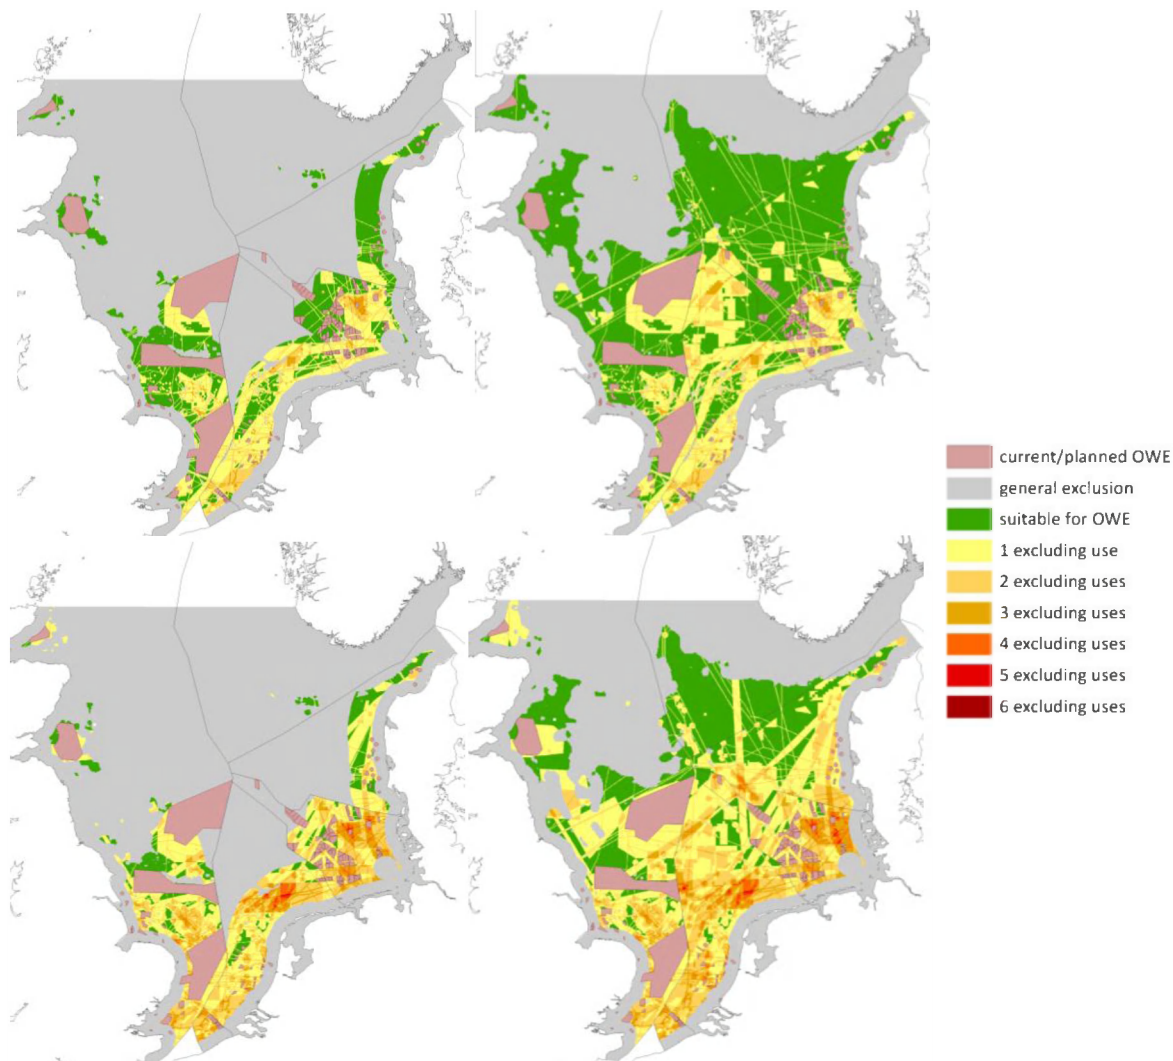 current/planned OWE
general exclusion
suitable for OWE
1 excluding use
2 excluding uses
3 excluding uses
4 excluding uses
5 excluding uses
6 excluding uses